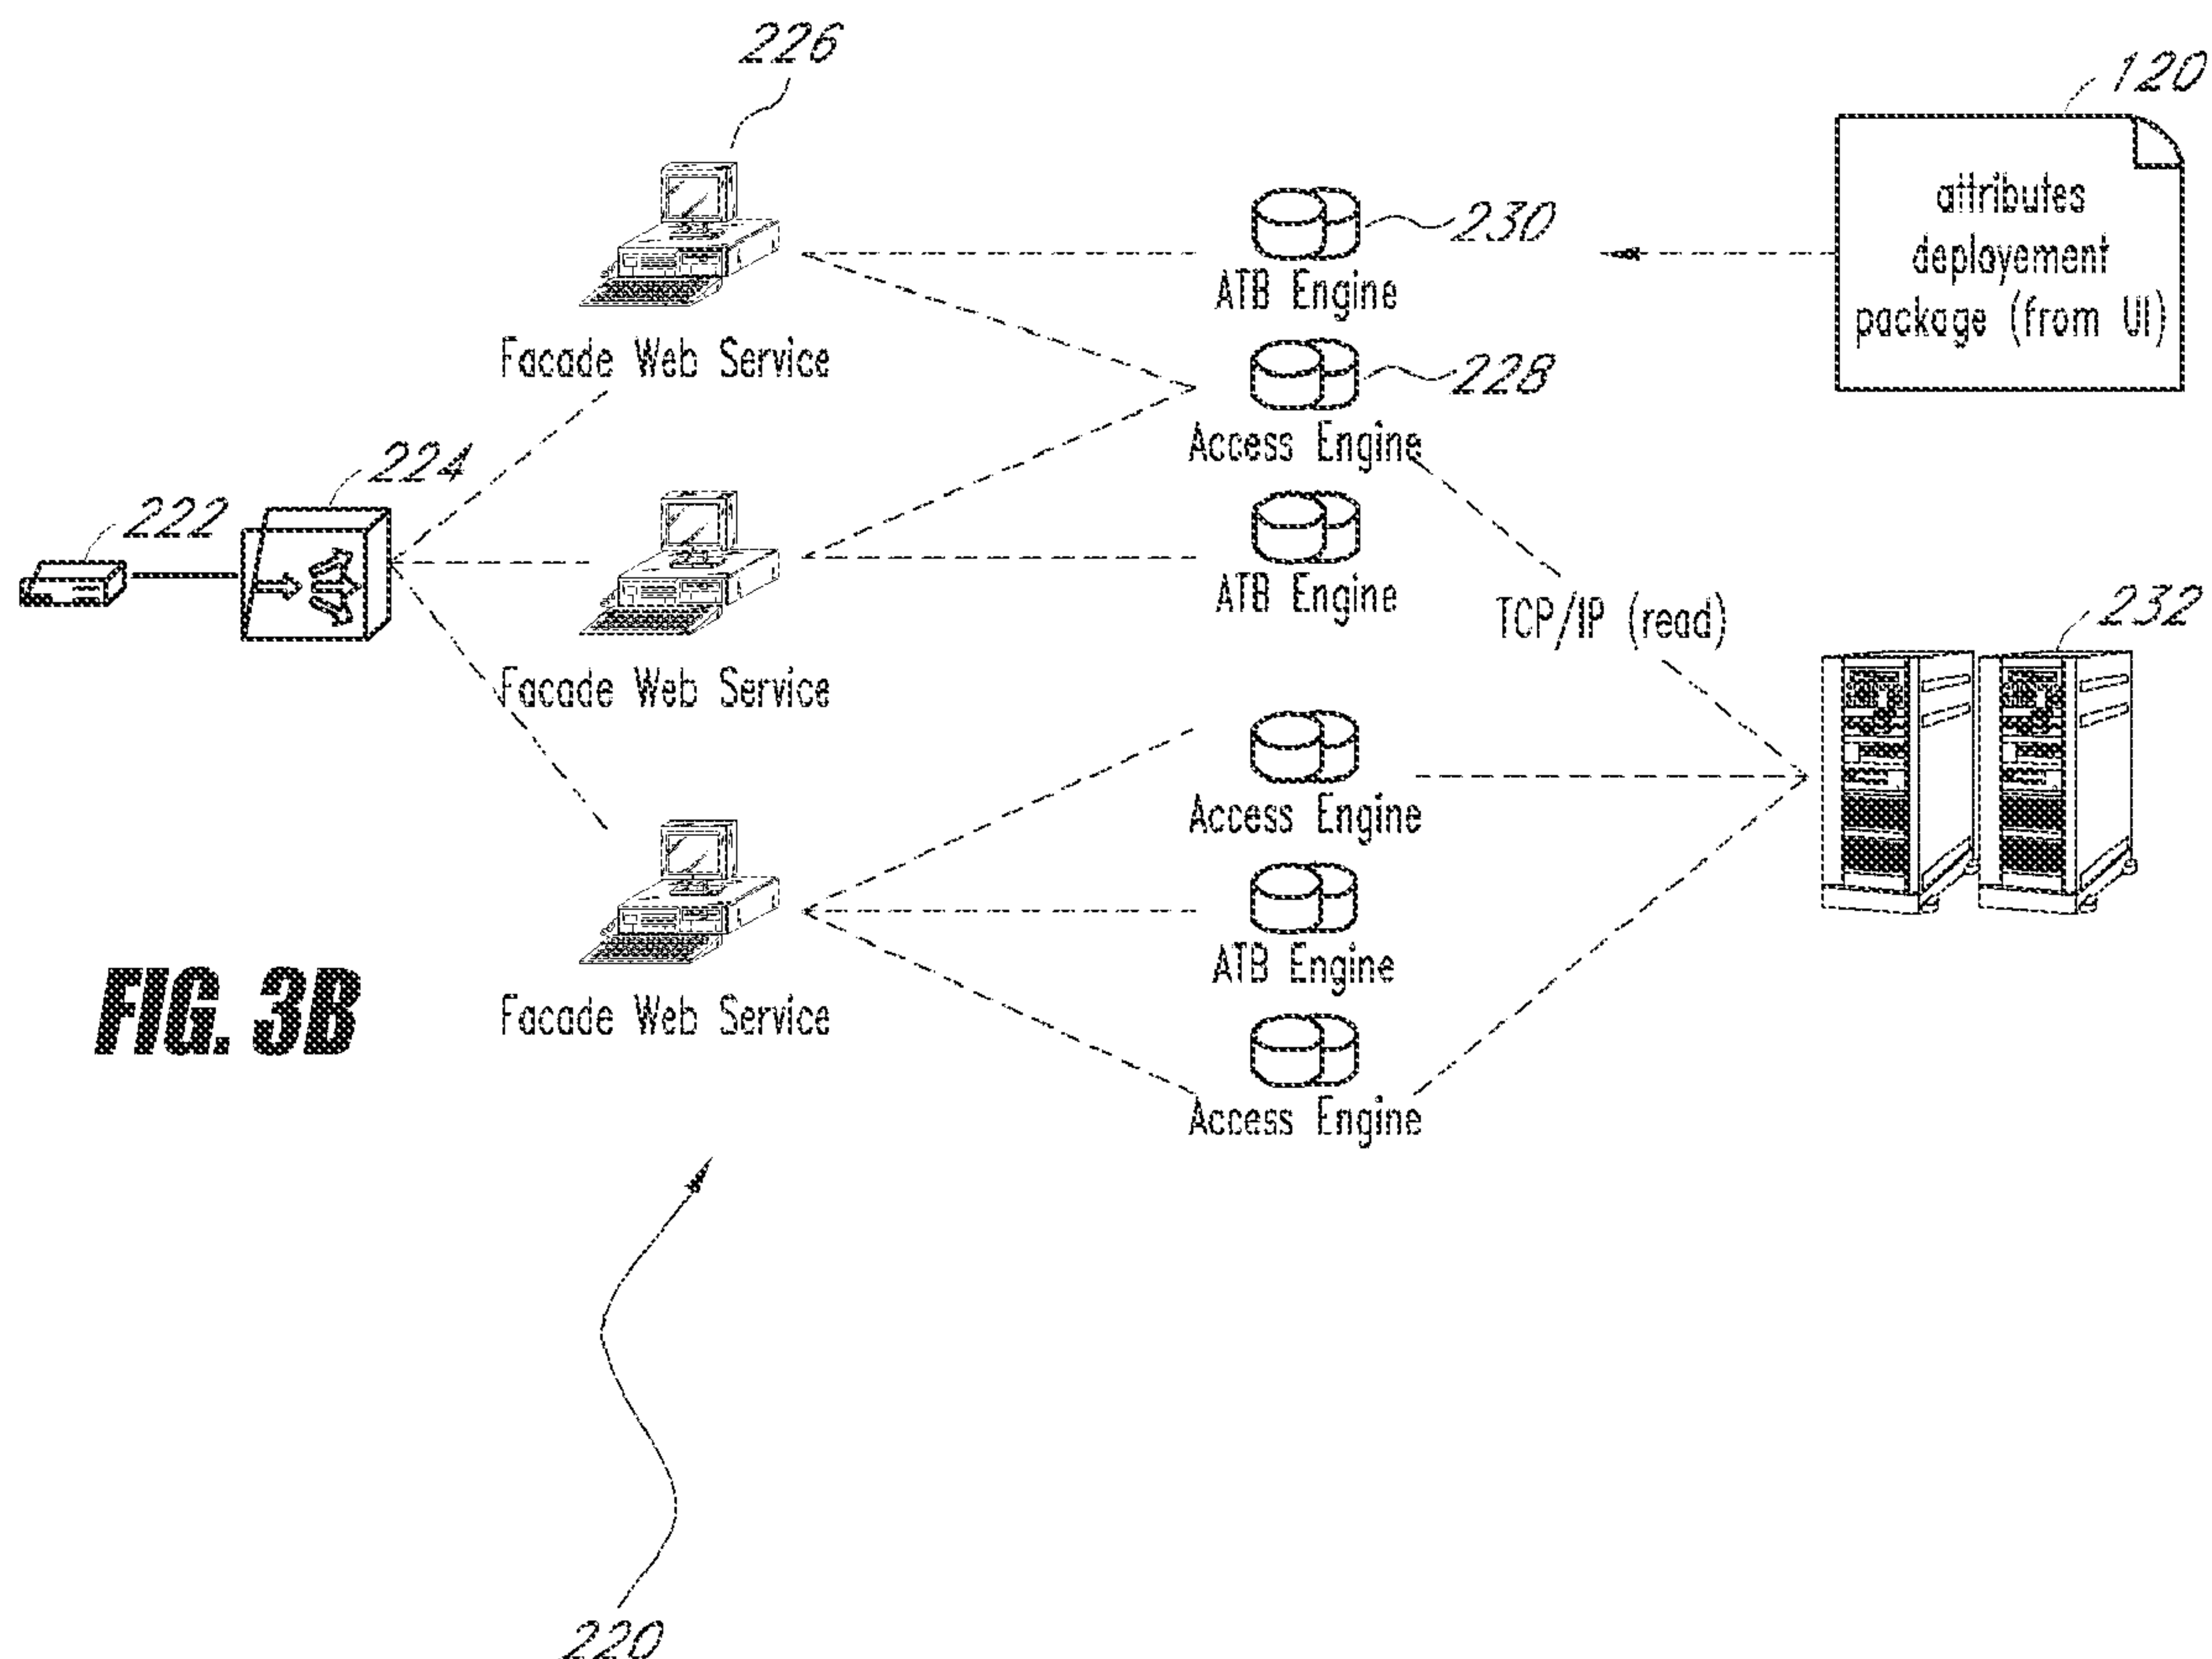 226
120
attributes
deployement
package (from UI)
230
ATB Engine
Facade Web Service
228
Access Engine
224
222
ATB Engine
TCP/IP (read)
232
Facade Web Service
Access Engine
ATB Engine
FIG. 3B
Facade Web Service
Access Engine
220